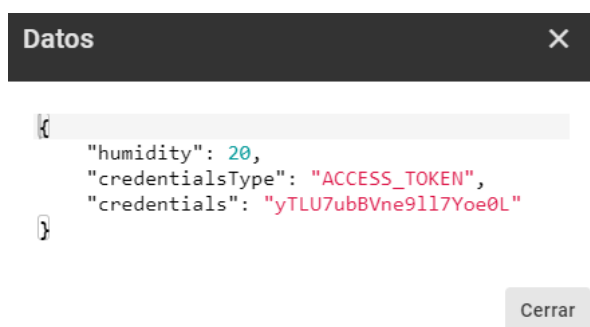 Datos ×
{
"humidity": 20,
"credentialsType": "ACCESS_TOKEN",
"credentials": "yTLU7ubBVne9ll7Yoe0L"
}
Cerrar